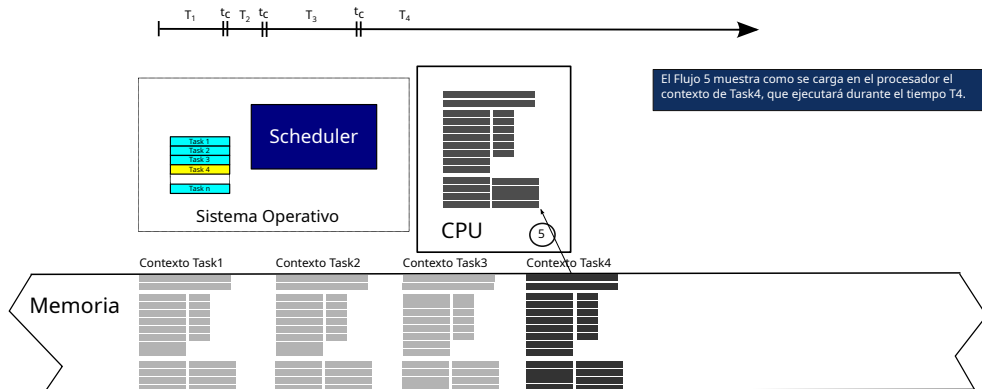 T1 tc T2 tc T3 tc T4
El Flujo 5 muestra como se carga en el procesador el
contexto de Task4, que ejecutará durante el tiempo T4.
Scheduler
Task 1
Task 2
Task 3
Task 4
Task n
Sistema Operativo
CPU
5
Contexto Task1 Contexto Task2 Contexto Task3 Contexto Task4
Memoria